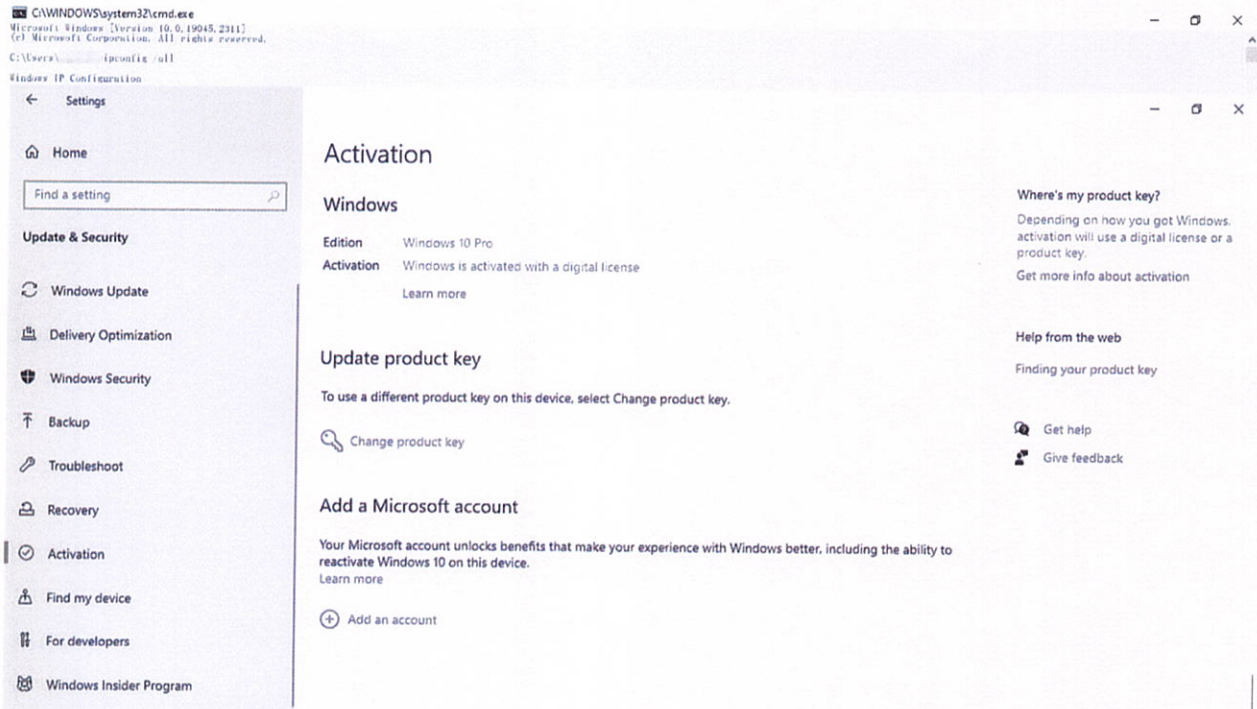 C:\WINDOWS\system32\cmd.exe
Microsoft Windows [Version 10.0.19045.2311]
(c) Microsoft Corporation. All rights reserved.
C:\Users\ ipconfig /all
Windows IP Configuration
Settings
Home
Find a setting
Update & Security
Windows Update
Delivery Optimization
Windows Security
Backup
Troubleshoot
Recovery
Activation
Find my device
For developers
Windows Insider Program
Activation
Windows
Edition Windows 10 Pro
Activation Windows is activated with a digital license
Learn more
Update product key
To use a different product key on this device, select Change product key.
Change product key
Add a Microsoft account
Your Microsoft account unlocks benefits that make your experience with Windows better, including the ability to
reactivate Windows 10 on this device.
Learn more
Add an account
Where's my product key?
Depending on how you got Windows,
activation will use a digital license or a
product key.
Get more info about activation
Help from the web
Finding your product key
Get help
Give feedback